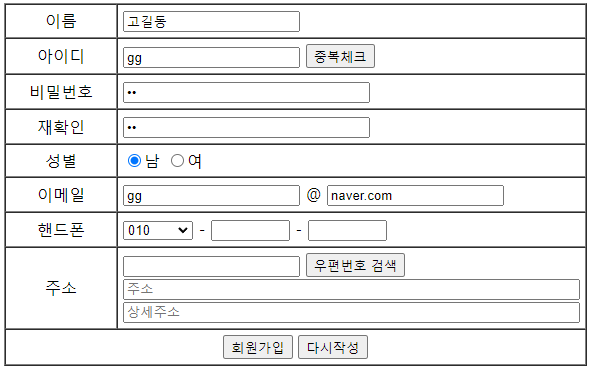 이름 고길동
아이디 gg 중복체크
비밀번호 ••
재확인 ••
성별 남 여
이메일 gg @ naver.com
핸드폰 010 - -
주소 우편번호 검색
주소
상세주소
회원가입 다시작성